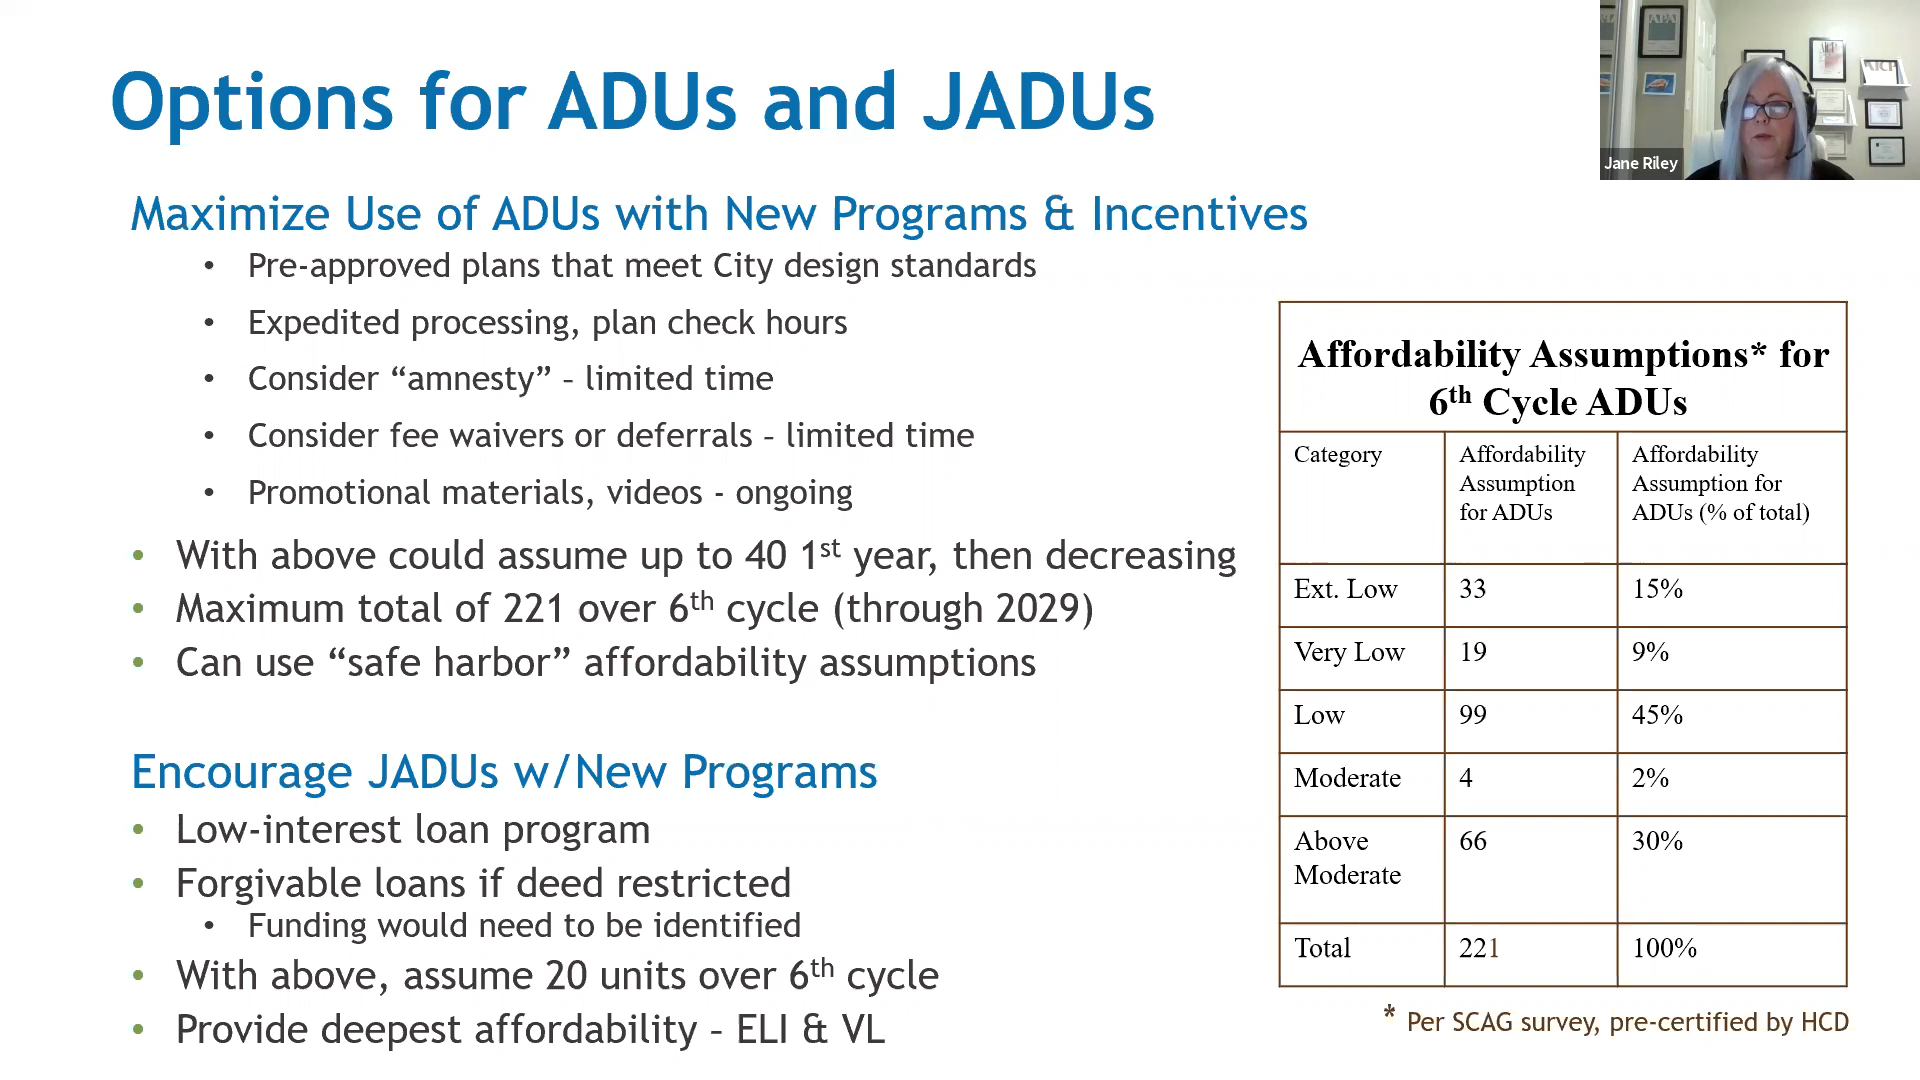 Options for ADUs and JADUs
Maximize Use of ADUs with New Programs & Incentives
• Pre-approved plans that meet City design standards
• Expedited processing, plan check hours
• Consider “amnesty” – limited time
• Consider fee waivers or deferrals – limited time
• Promotional materials, videos - ongoing
• With above could assume up to 40 1st year, then decreasing
• Maximum total of 221 over 6th cycle (through 2029)
• Can use “safe harbor” affordability assumptions
Encourage JADUs w/New Programs
• Low-interest loan program
• Forgivable loans if deed restricted
• Funding would need to be identified
• With above, assume 20 units over 6th cycle
• Provide deepest affordability – ELI & VL
Affordability Assumptions* for
6th Cycle ADUs
Category
Affordability
Assumption
for ADUs
Affordability
Assumption for
ADUs (% of total)
Ext. Low 33 15%
Very Low 19 9%
Low 99 45%
Moderate 4 2%
Above
Moderate
66 30%
Total 221 100%
* Per SCAG survey, pre-certified by HCD
APA
AICP
Jane Riley